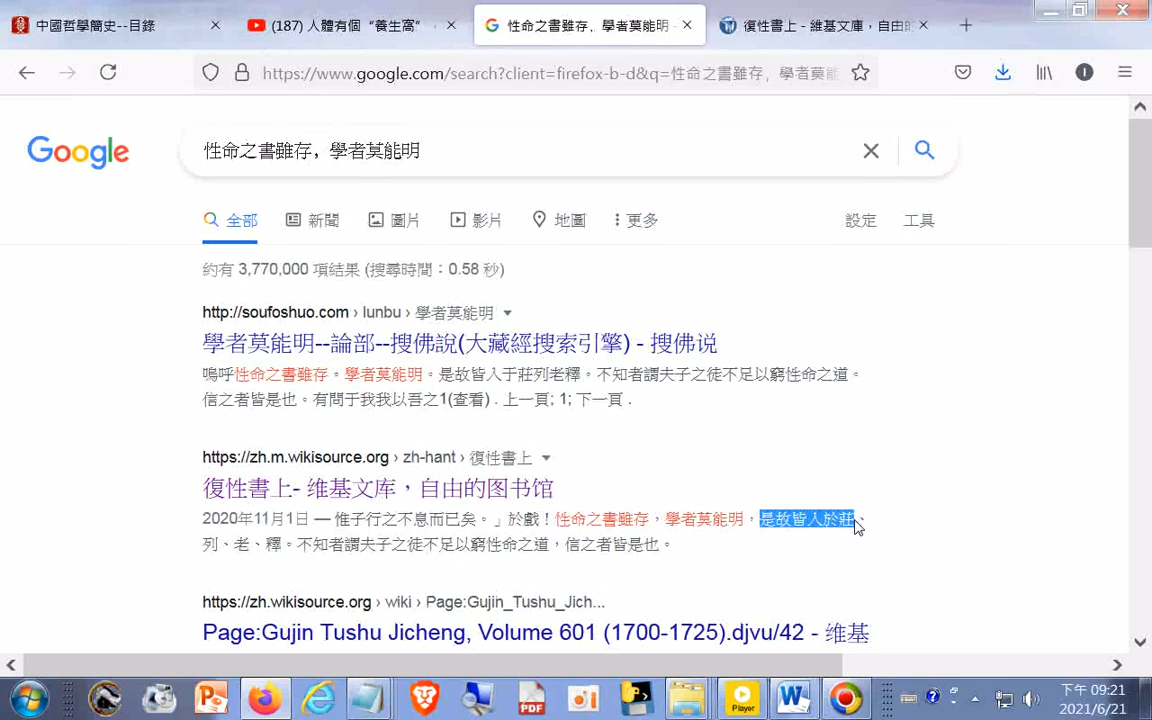 中國哲學簡史--目錄
(187) 人體有個“養生窩”
性命之書雖存，學者莫能明
復性書上 - 維基文庫，自由的
https://www.google.com/search?client=firefox-b-d&q=性命之書雖存，學者莫能
Google
性命之書雖存，學者莫能明
全部 新聞 圖片 影片 地圖 更多 設定 工具
約有 3,770,000 項結果 (搜尋時間：0.58 秒)
http://soufoshuo.com › lunbu › 學者莫能明
學者莫能明--論部--搜佛說(大藏經搜索引擎) - 搜佛说
嗚呼性命之書雖存。學者莫能明。是故皆入于莊列老釋。不知者謂夫子之徒不足以窮性命之道。
信之者皆是也。有問于我我以吾之1(查看) . 上一頁; 1; 下一頁 .
https://zh.m.wikisource.org › zh-hant › 復性書上
復性書上- 维基文库，自由的图书馆
2020年11月1日 — 惟子行之不息而已矣。」於戲！性命之書雖存，學者莫能明，是故皆入於莊、
列、老、釋。不知者謂夫子之徒不足以窮性命之道，信之者皆是也。
https://zh.wikisource.org › wiki › Page:Gujin_Tushu_Jich...
Page:Gujin Tushu Jicheng, Volume 601 (1700-1725).djvu/42 - 维基
PDF
Player
下午 09:21
2021/6/21